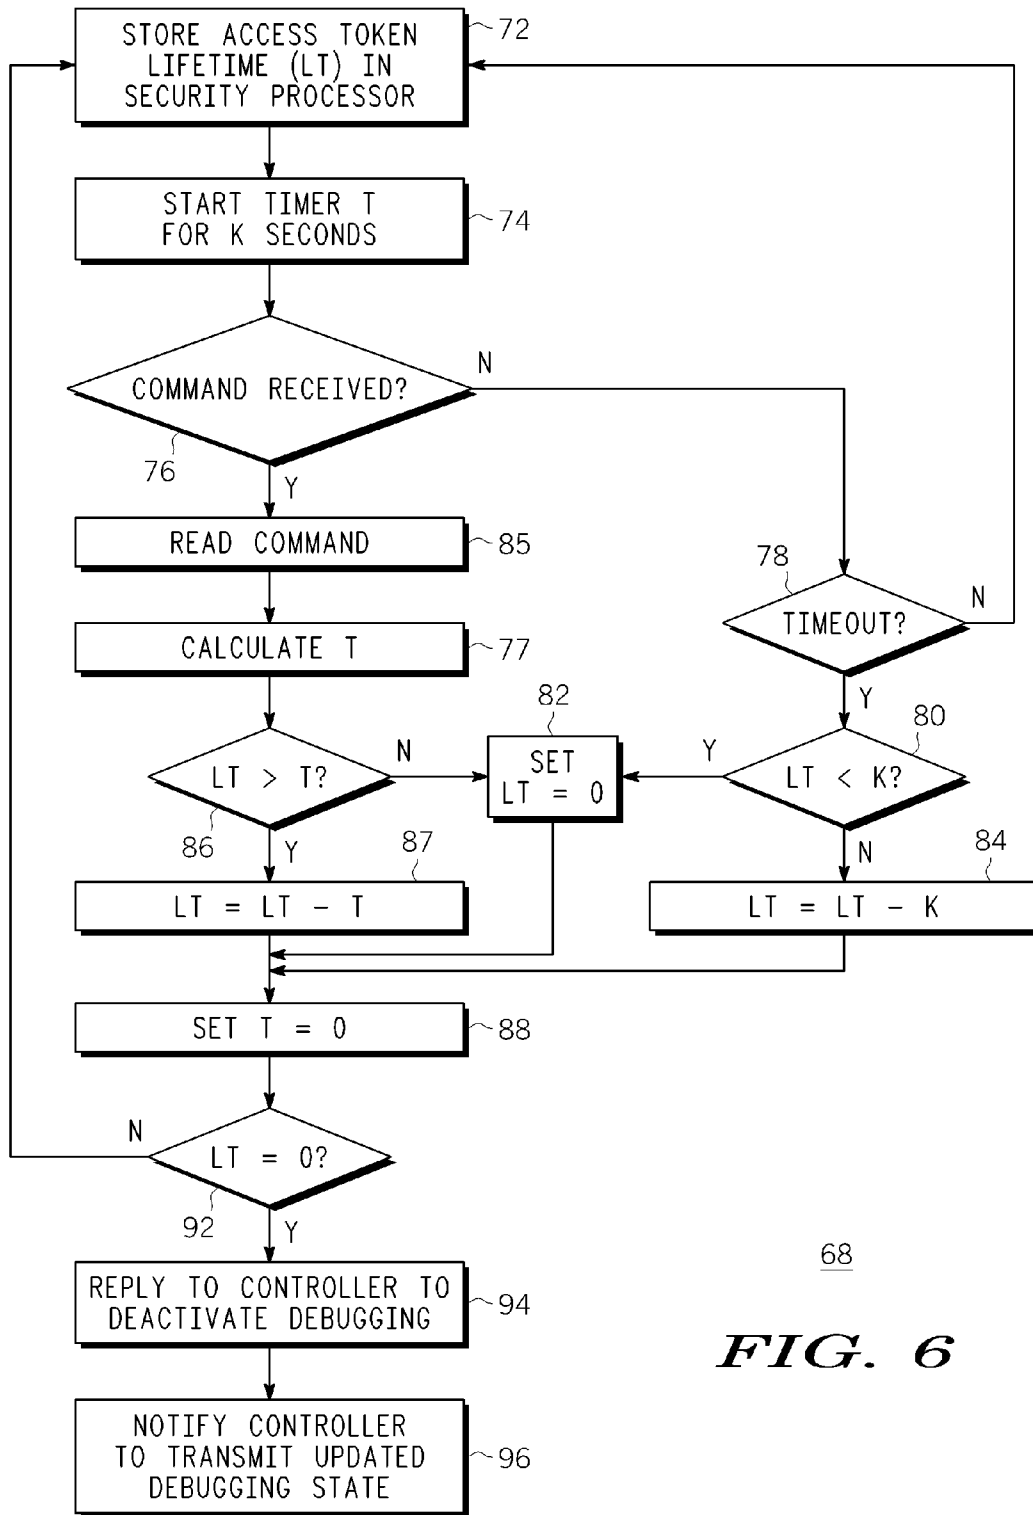 STORE ACCESS TOKEN
LIFETIME (LT) IN
SECURITY PROCESSOR
72
START TIMER T
FOR K SECONDS
74
COMMAND RECEIVED?
N
76
Y
READ COMMAND
85
78
TIMEOUT?
N
Y
CALCULATE T
77
LT > T?
N
86
Y
82
SET
LT = 0
Y
80
LT < K?
N
87
LT = LT - T
84
LT = LT - K
SET T = 0
88
N
LT = 0?
92
Y
REPLY TO CONTROLLER TO
DEACTIVATE DEBUGGING
94
NOTIFY CONTROLLER
TO TRANSMIT UPDATED
DEBUGGING STATE
96
68
FIG. 6